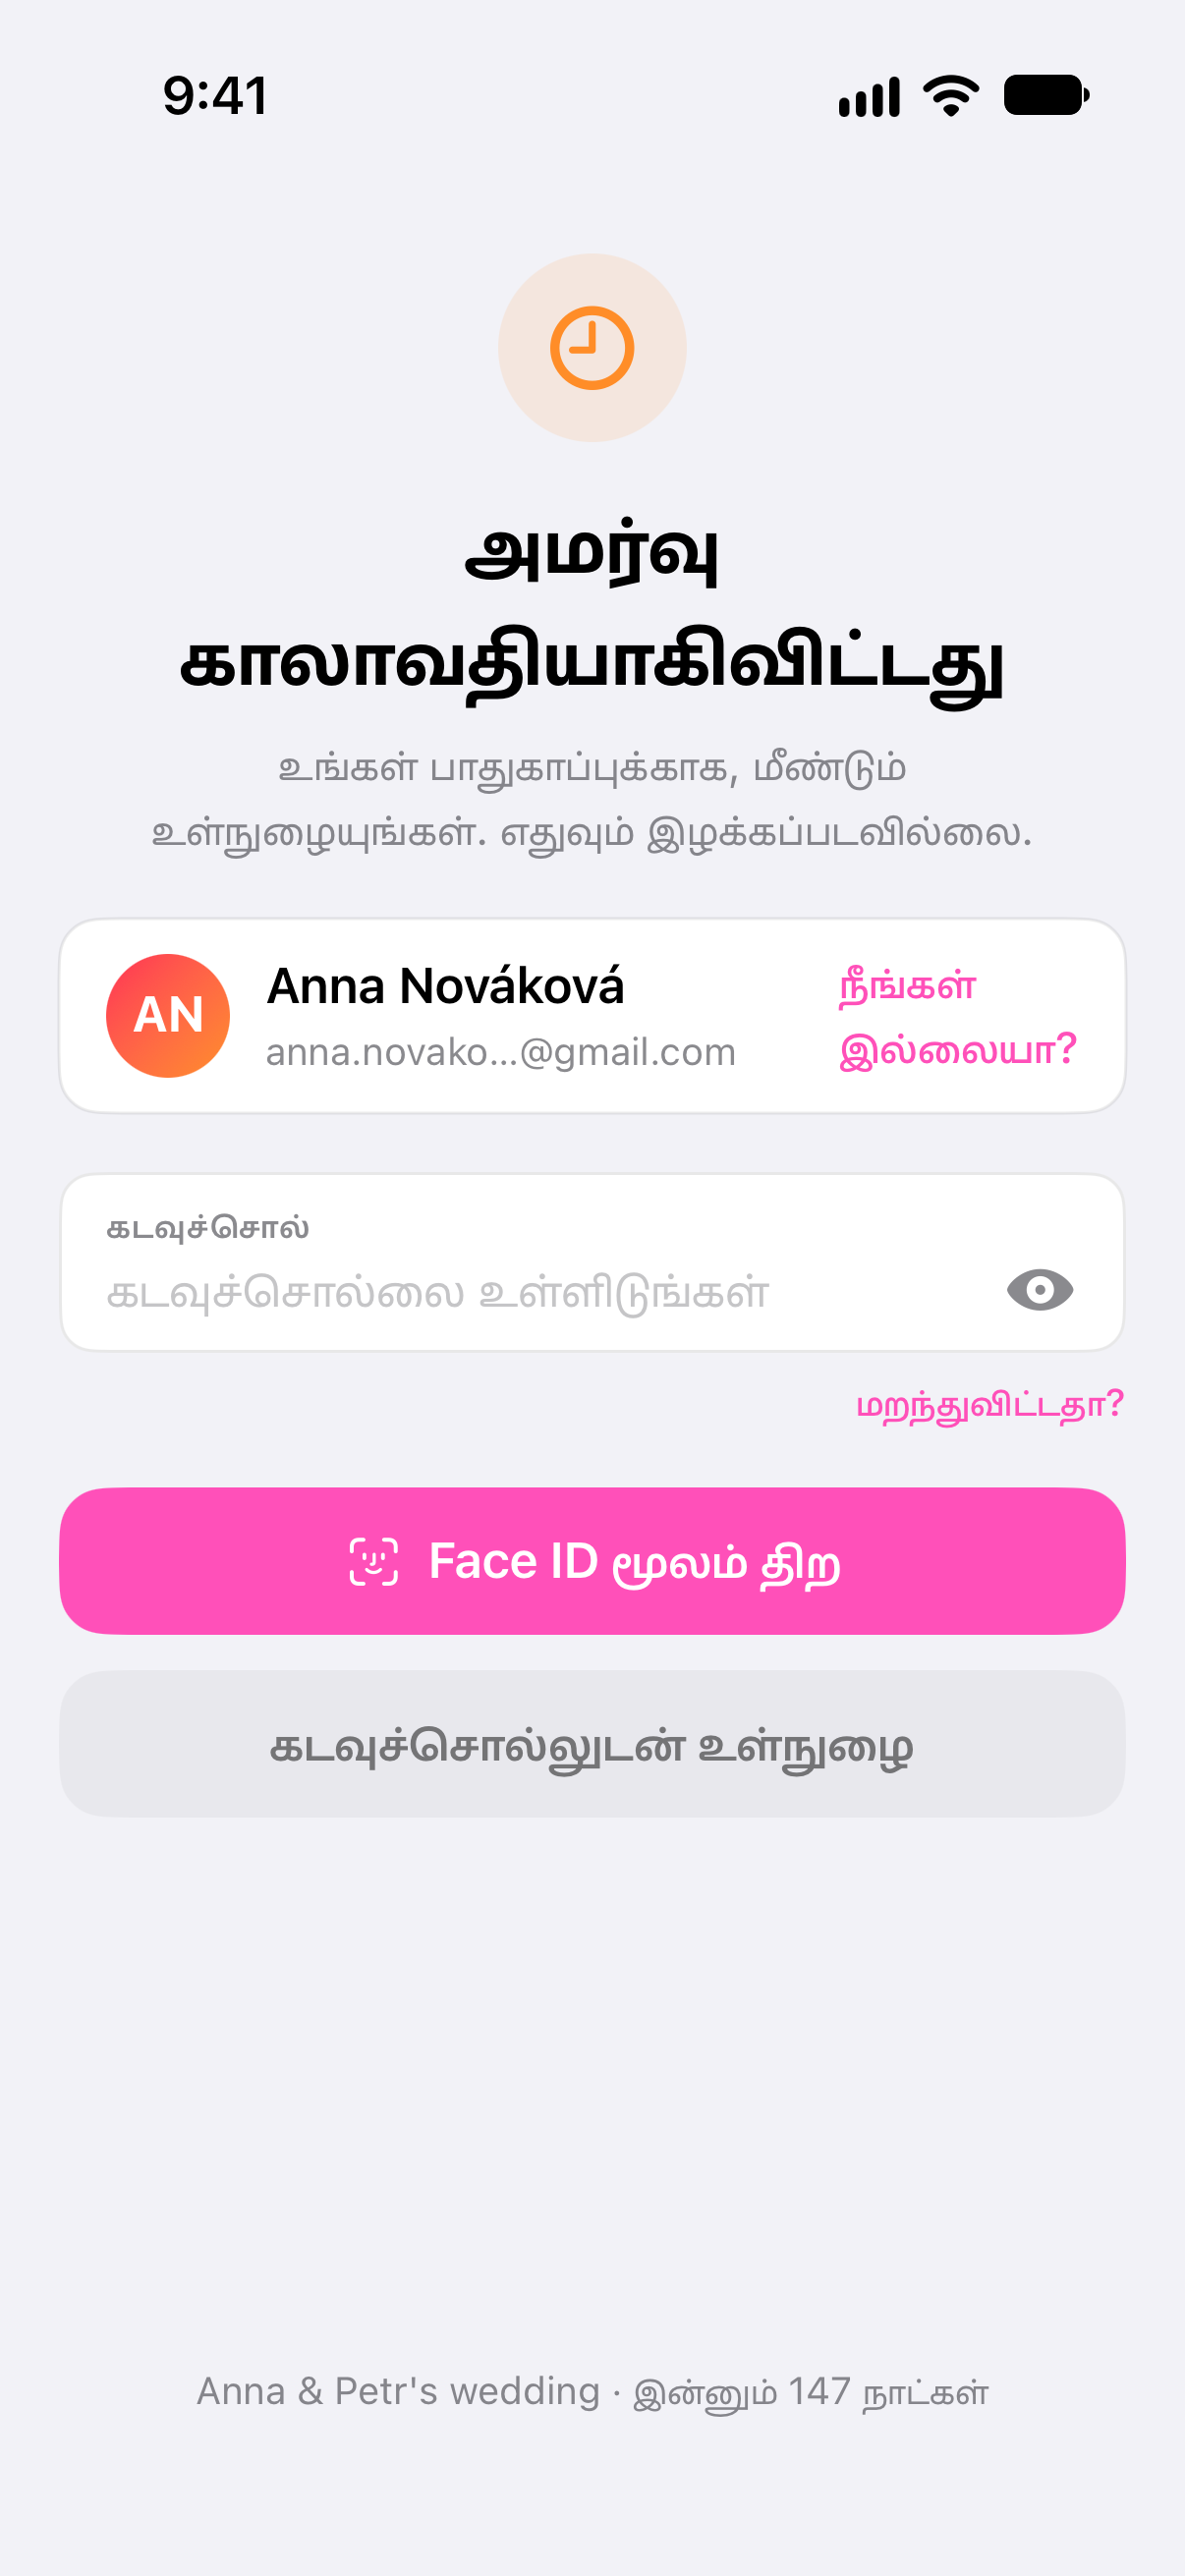 9:41
அமர்வு
காலாவதியாகிவிட்டது
உங்கள் பாதுகாப்புக்காக, மீண்டும்
உள்நுழையுங்கள். எதுவும் இழக்கப்படவில்லை.
AN
Anna Nováková
anna.novako...@gmail.com
நீங்கள்
இல்லையா?
கடவுச்சொல்
கடவுச்சொல்லை உள்ளிடுங்கள்
மறந்துவிட்டதா?
Face ID மூலம் திற
கடவுச்சொல்லுடன் உள்நுழை
Anna & Petr's wedding · இன்னும் 147 நாட்கள்